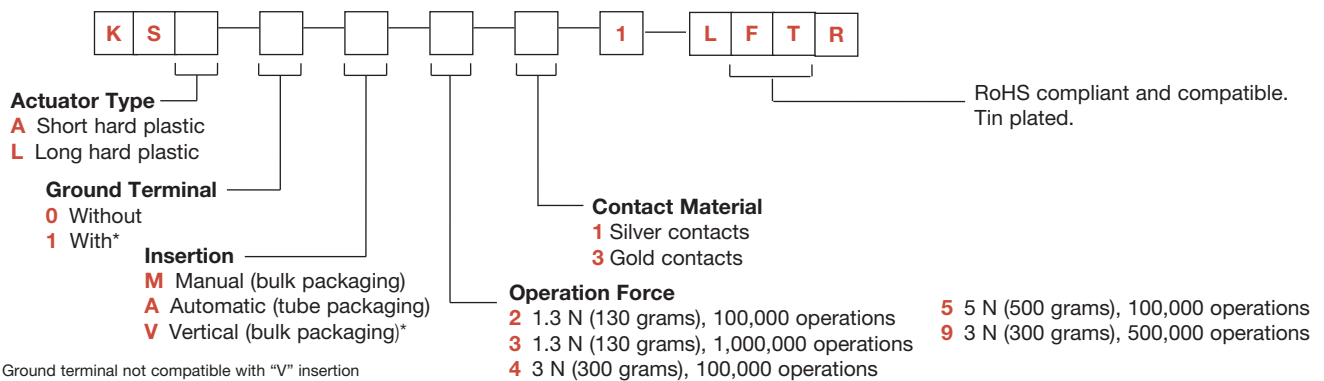 K S 1 L F T R
RoHS compliant and compatible.
Tin plated.
Actuator Type
A Short hard plastic
L Long hard plastic
Ground Terminal
0 Without
1 With*
Insertion
M Manual (bulk packaging)
A Automatic (tube packaging)
V Vertical (bulk packaging)*
Ground terminal not compatible with “V” insertion
Contact Material
1 Silver contacts
3 Gold contacts
Operation Force
2 1.3 N (130 grams), 100,000 operations
3 1.3 N (130 grams), 1,000,000 operations
4 3 N (300 grams), 100,000 operations
5 5 N (500 grams), 100,000 operations
9 3 N (300 grams), 500,000 operations